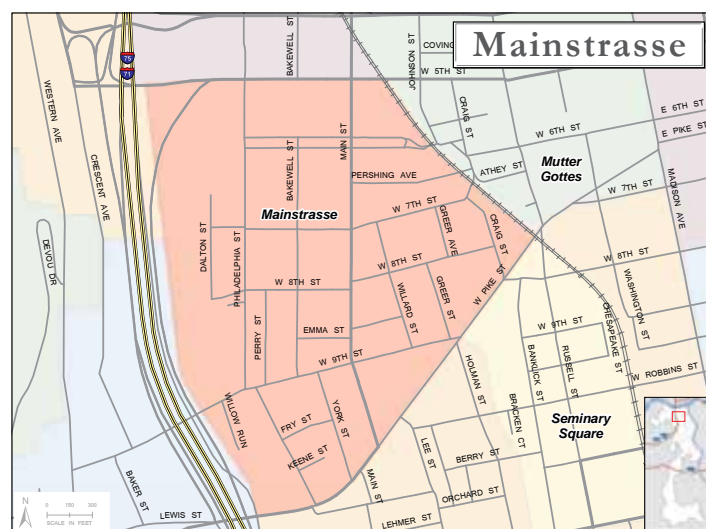 Mainstrasse
COVING
W 5TH ST
JOHNSON ST
BAKEWELL ST
75
71
WESTERN AVE
CRESCENT AVE
CRAIG ST
E 6TH ST
W 6TH ST
E PIKE ST
MAIN ST
ATHEY ST
Mutter
Gottes
PERSHING AVE
BAKEWELL ST
W 7TH ST
MADISON AVE
W 7TH ST
GREER AVE
CRAIG ST
Mainstrasse
DALTON ST
PHILADELPHIA ST
DEVOU DR
W 8TH ST
W 8TH ST
W 8TH ST
WASHINGTON ST
W PIKE ST
WILLARD ST
GREER ST
CHESAPEAKE ST
W 9TH ST
EMMA ST
PERRY ST
W 9TH ST
BANKLICK ST
RUSSELL ST
HOLMAN ST
W ROBBINS ST
WILLOW RUN
YORK ST
FRY ST
BRACKEN CT
Seminary
Square
KEENE ST
LEE ST
BERRY ST
BAKER ST
MAIN ST
ORCHARD ST
LEHMER ST
LEWIS ST
N
0 150 300
SCALE IN FEET